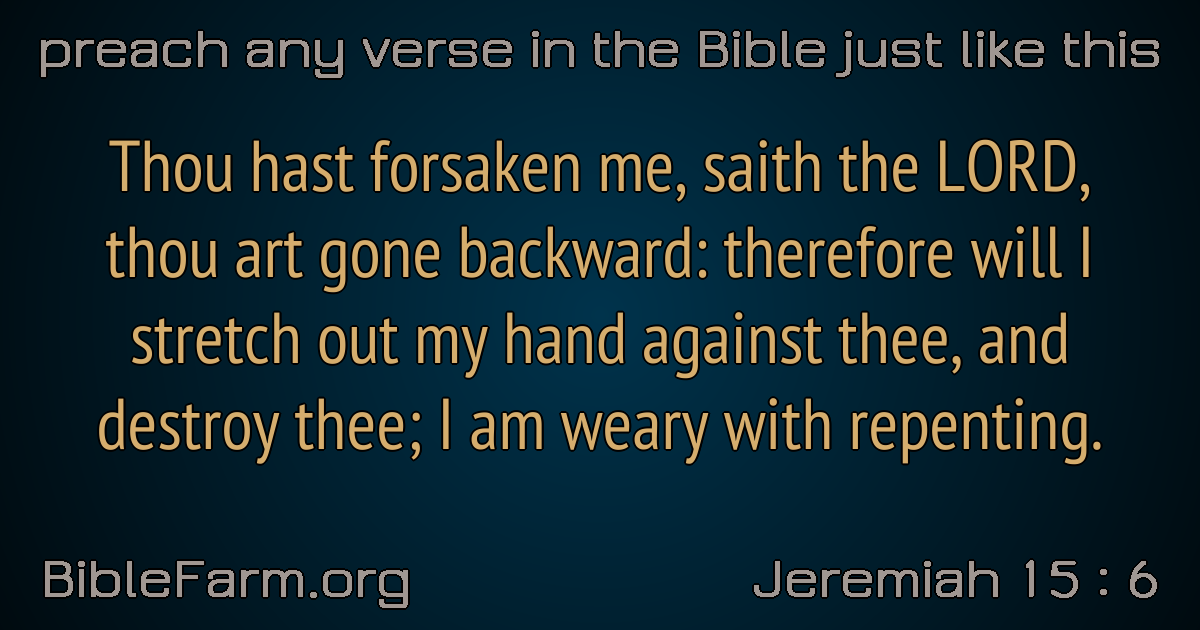 preach any verse in the Bible just like this
Thou hast forsaken me, saith the LORD,
thou art gone backward: therefore will I
stretch out my hand against thee, and
destroy thee; I am weary with repenting.
BibleFarm.org
Jeremiah 15 : 6